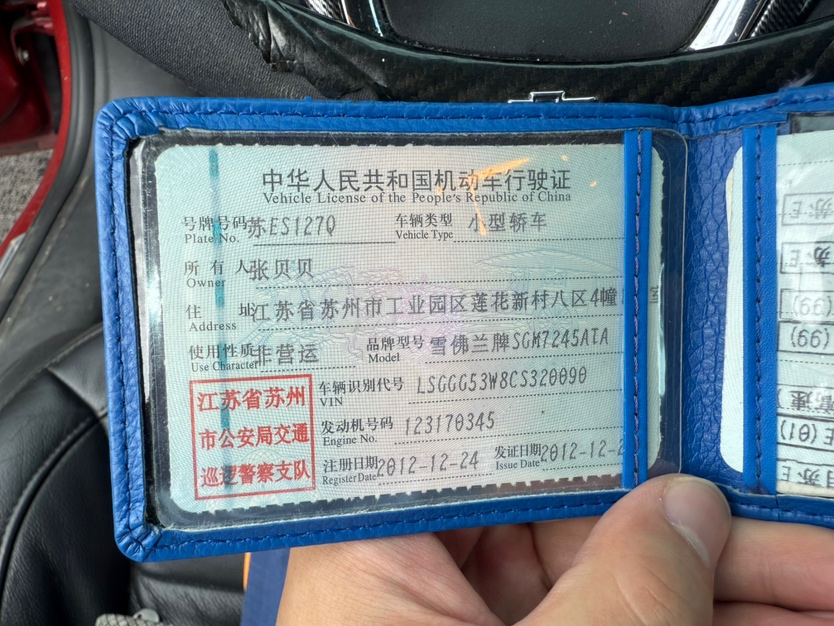 中华人民共和国机动车行驶证
Vehicle License of the People's Republic of China
号牌号码 苏ES127Q 车辆类型 小型轿车
Plate No. Vehicle Type
所有人 张贝贝
Owner
住址 江苏省苏州市工业园区莲花新村八区4幢
Address
使用性质 非营运 品牌型号 雪佛兰牌SGM7245ATA
Use Character Model
江苏省苏州
市公安局交通
巡逻警察支队
车辆识别代号 LSGGG53W8CS320090
VIN
发动机号码 123170345
Engine No.
注册日期 2012-12-24 发证日期 2012-12-2
Register Date Issue Date